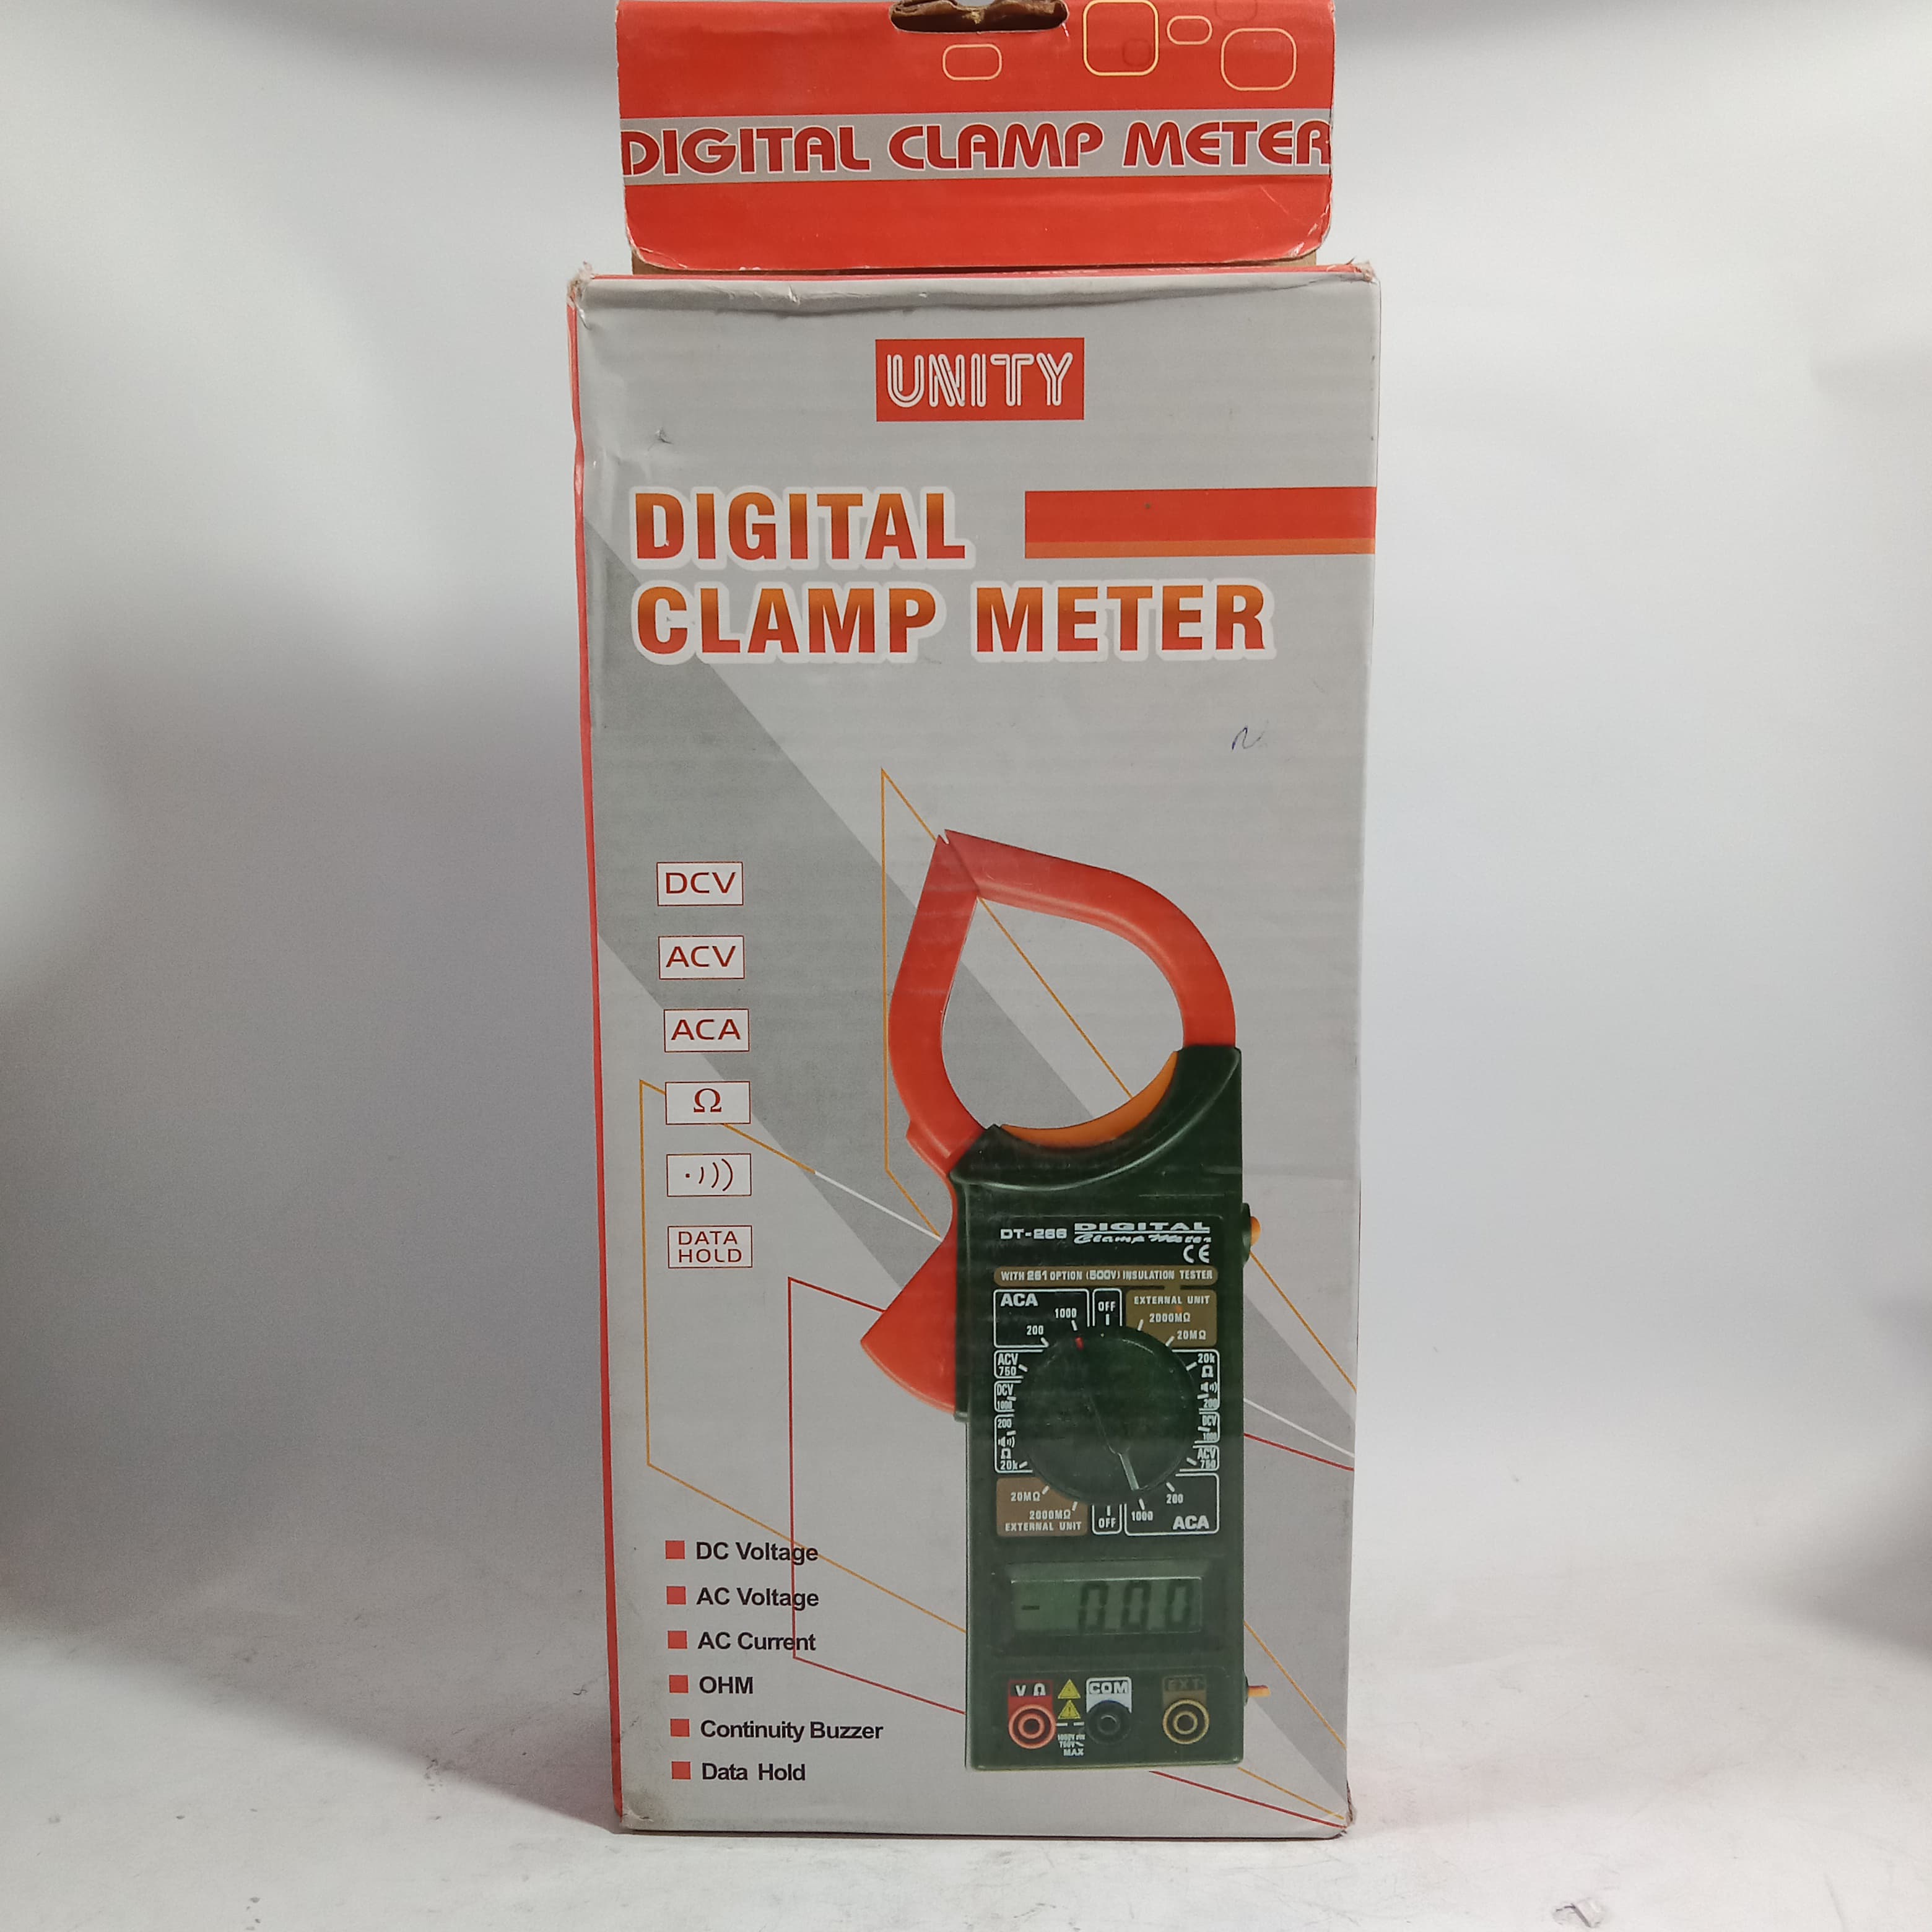 DIGITAL CLAMP METER
UNITY
DIGITAL
CLAMP METER
DCV
ACV
ACA
Ω
DATA
HOLD
DT-266 DIGITAL
Clamp Meter
CE
WITH 261 OPTION (500V) INSULATION TESTER
ACA
1000
200
OFF
EXTERNAL UNIT
2000MΩ
20MΩ
ACV
750
DCV
1000
200
Ω
20k
20k
Ω
200
DCV
1000
ACV
750
20MΩ
2000MΩ
EXTERNAL UNIT
OFF
1000
200
ACA
- 000
V Ω
COM
EXT
750V~
MAX
DC Voltage
AC Voltage
AC Current
OHM
Continuity Buzzer
Data Hold